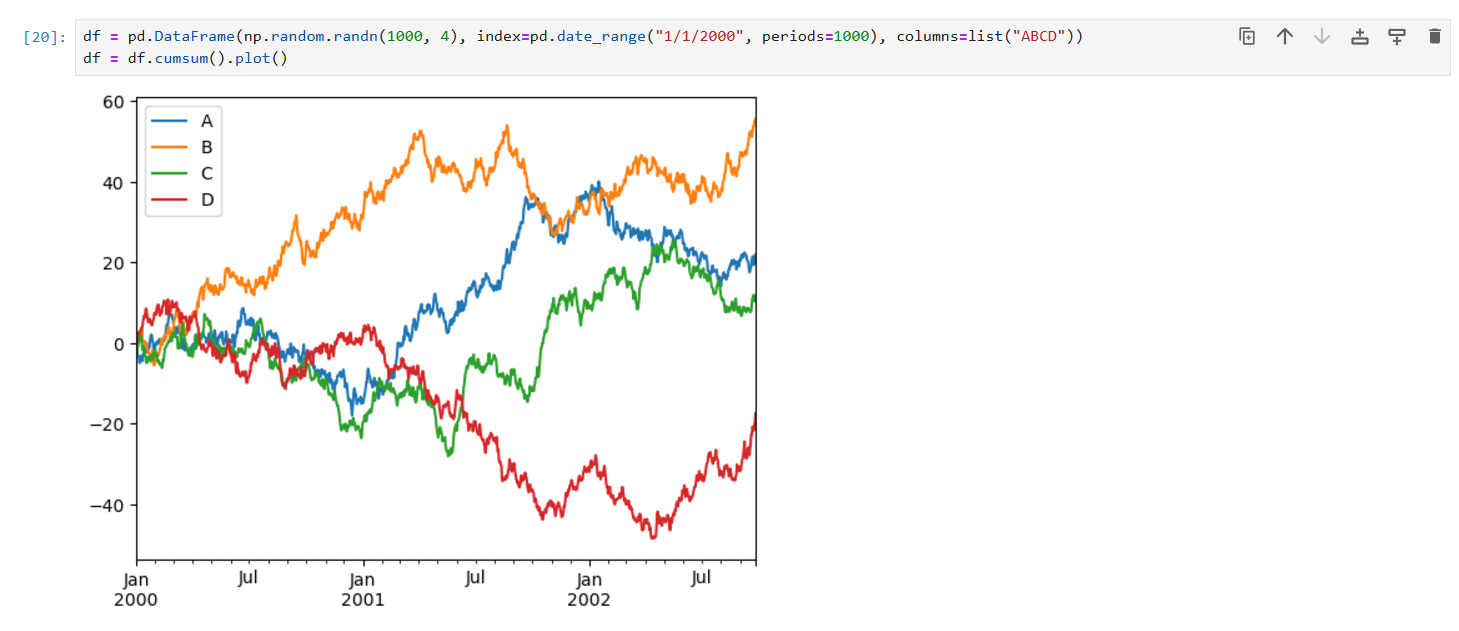 [20]: df = pd.DataFrame(np.random.randn(1000, 4), index=pd.date_range("1/1/2000", periods=1000), columns=list("ABCD"))
df = df.cumsum().plot()
60
A
B
C
D
40
20
0
−20
−40
Jan Jul Jan Jul Jan Jul
2000 2001 2002